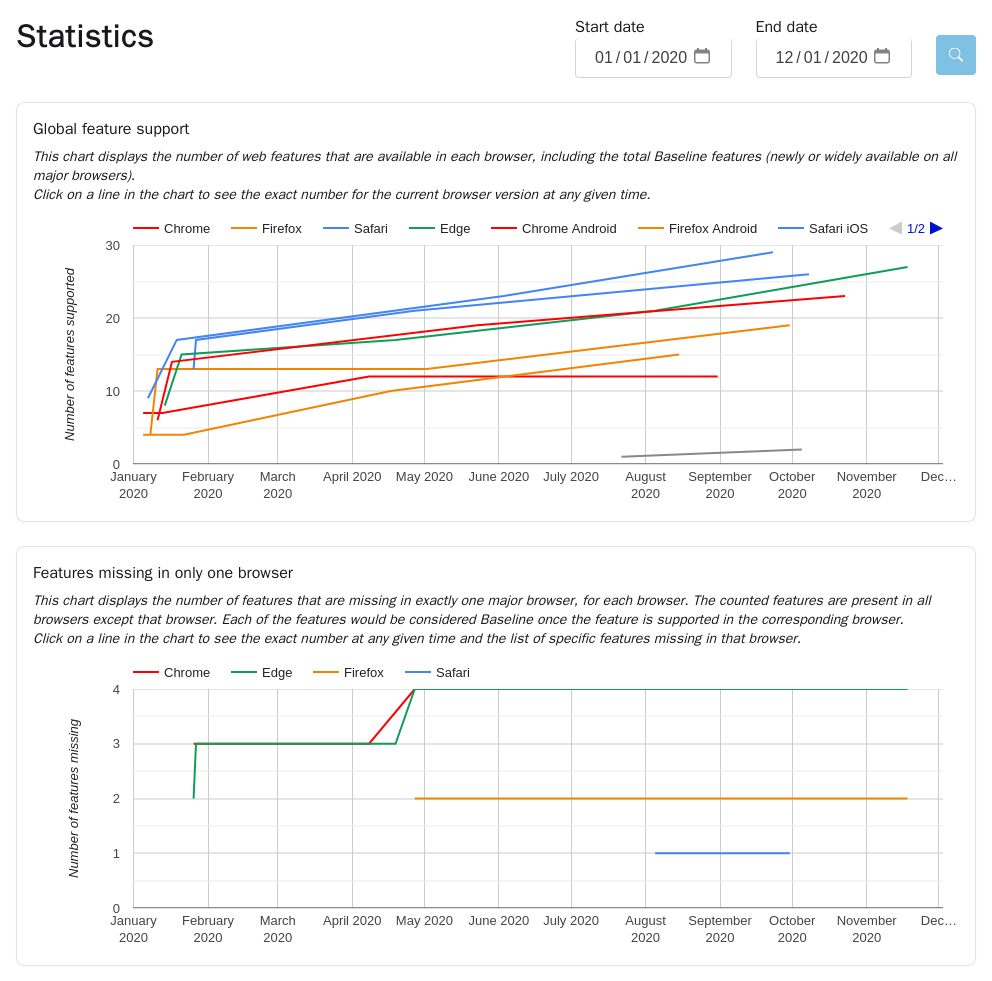 Statistics
Start date
End date
01/01/2020
12/01/2020
Global feature support
This chart displays the number of web features that are available in each browser, including the total Baseline features (newly or widely available on all
major browsers).
Click on a line in the chart to see the exact number for the current browser version at any given time.
Chrome Firefox Safari Edge Chrome Android Firefox Android Safari iOS 1/2
Number of features supported
30
20
10
0
January 2020
February 2020
March 2020
April 2020
May 2020
June 2020
July 2020
August 2020
September 2020
October 2020
November 2020
Dec…
Features missing in only one browser
This chart displays the number of features that are missing in exactly one major browser, for each browser. The counted features are present in all
browsers except that browser. Each of the features would be considered Baseline once the feature is supported in the corresponding browser.
Click on a line in the chart to see the exact number at any given time and the list of specific features missing in that browser.
Chrome Edge Firefox Safari
Number of features missing
4
3
2
1
0
January 2020
February 2020
March 2020
April 2020
May 2020
June 2020
July 2020
August 2020
September 2020
October 2020
November 2020
Dec…